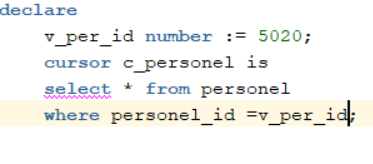 declare
v_per_id number := 5020;
cursor c_personel is
select * from personel
where personel_id =v_per_id;